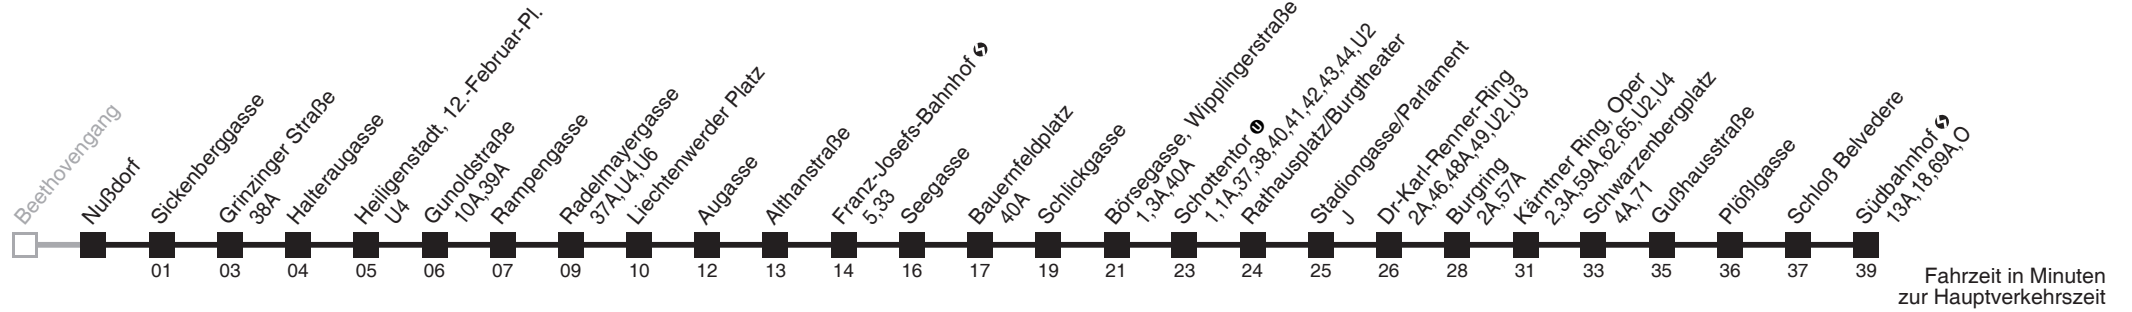 Beethovengang
Nußdorf
Sickenberggasse
Grinzinger Straße
38A
Halteraugasse
Heiligenstadt, 12.-Februar-Pl.
U4
Gunoldstraße
10A,39A
Rampengasse
Radelmayergasse
37A,U4,U6
Liechtenwerder Platz
Augasse
Althanstraße
Franz-Josefs-Bahnhof S
5,33
Seegasse
Bauernfeldplatz
40A
Schlickgasse
Börsegasse, Wipplingerstraße
1,3A,40A
Schottentor U
1,1A,37,38,40,41,42,43,44,U2
Rathausplatz/Burgtheater
Stadiongasse/Parlament
J
Dr-Karl-Renner-Ring
2A,46,48A,49,U2,U3
Burgring
2A,57A
Kärntner Ring, Oper
2,3A,59A,62,65,U2,U4
Schwarzenbergplatz
4A,71
Gußhausstraße
Plößlgasse
Schloß Belvedere
Südbahnhof S
13A,18,69A,O
01 03 04 05 06 07 09 10 12 13 14 16 17 19 21 23 24 25 26 28 31 33 35 36 37 39
Fahrzeit in Minuten
zur Hauptverkehrszeit